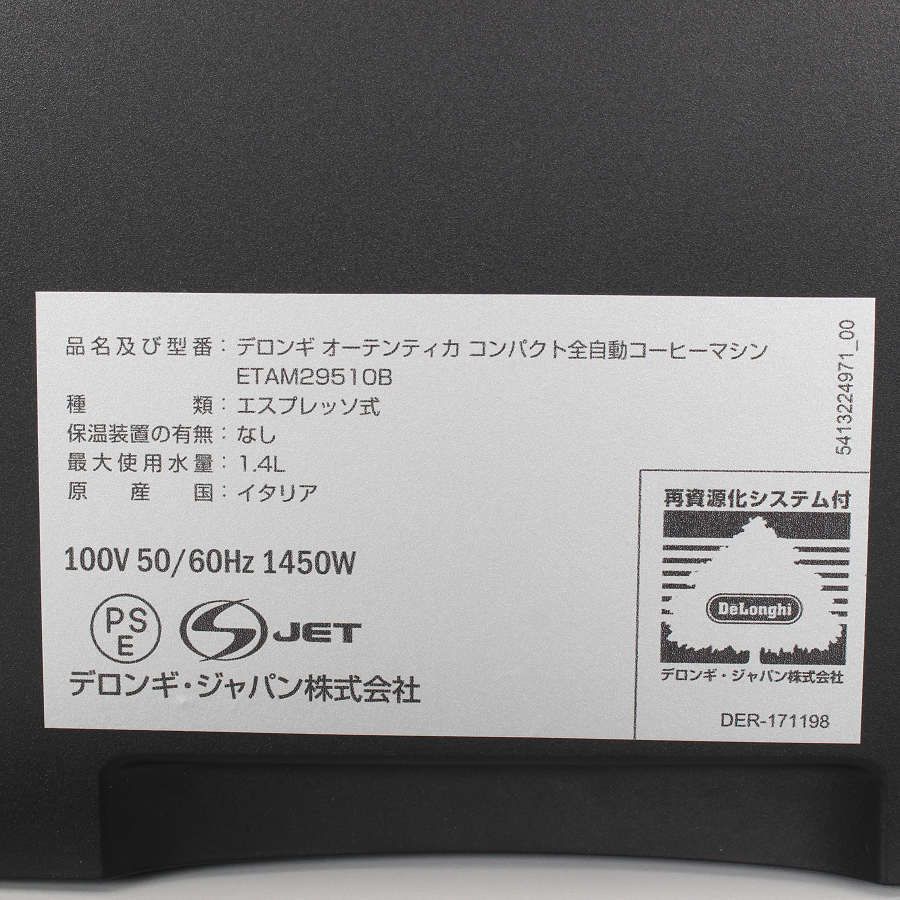 品名及び型番：デロンギ オーテンティカ コンパクト全自動コーヒーマシン
ETAM29510B
種類：エスプレッソ式
保温装置の有無：なし
最大使用水量：1.4L
原産国：イタリア
100V 50/60Hz 1450W
PS
E
S JET
デロンギ・ジャパン株式会社
5413224971_00
再資源化システム付
DeLonghi
デロンギ・ジャパン株式会社
DER-171198